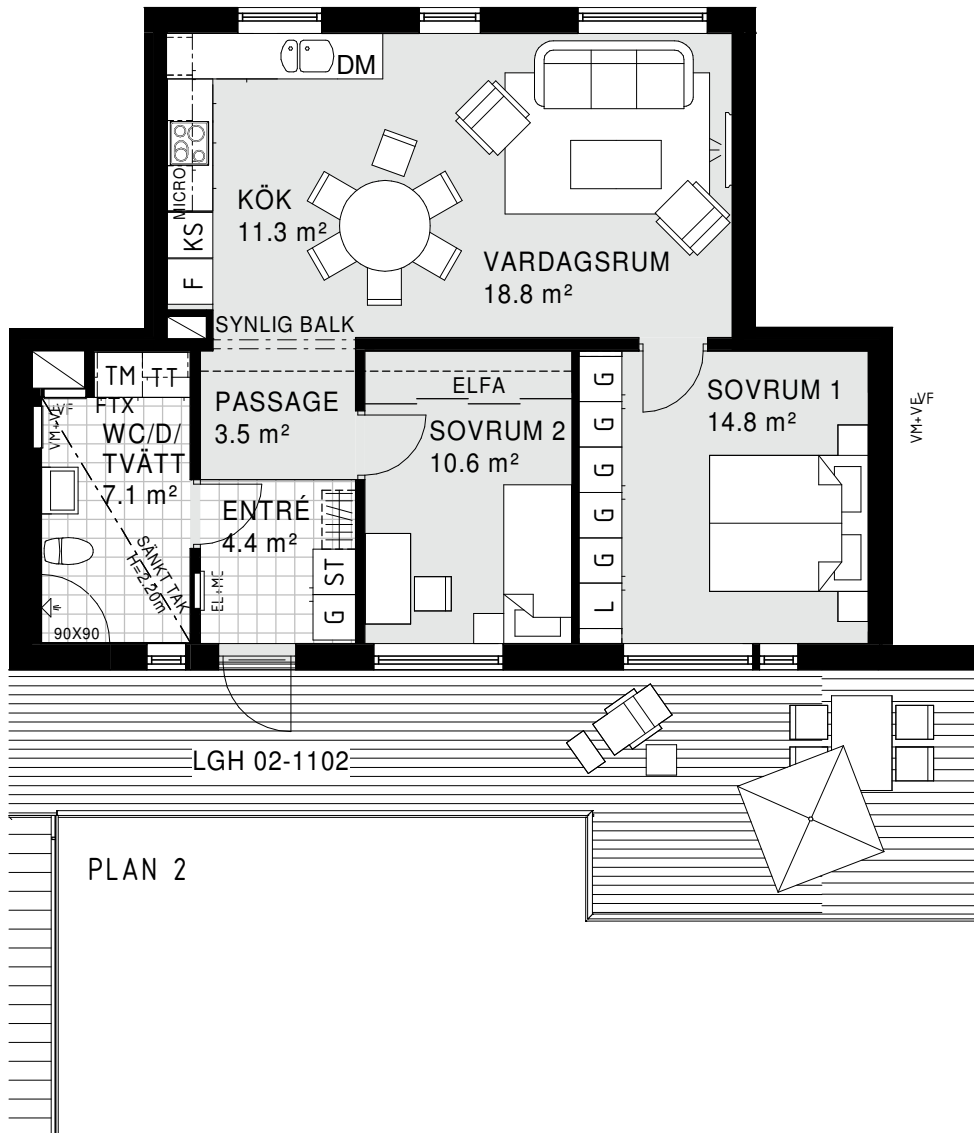 DM
MICRO
KÖK
11.3 m²
KS
F
VARDAGSRUM
18.8 m²
SYNLIG BALK
TM
TT
FTX
VM+VF
VF
WC/D/
TVÄTT
7.1 m²
PASSAGE
3.5 m²
ELFA
SOVRUM 2
10.6 m²
G
G
G
G
G
L
SOVRUM 1
14.8 m²
VM+VF
VF
ENTRÉ
4.4 m²
SÄNKT TAK
H=2.20m
EL+MC
ST
G
90X90
LGH 02-1102
PLAN 2